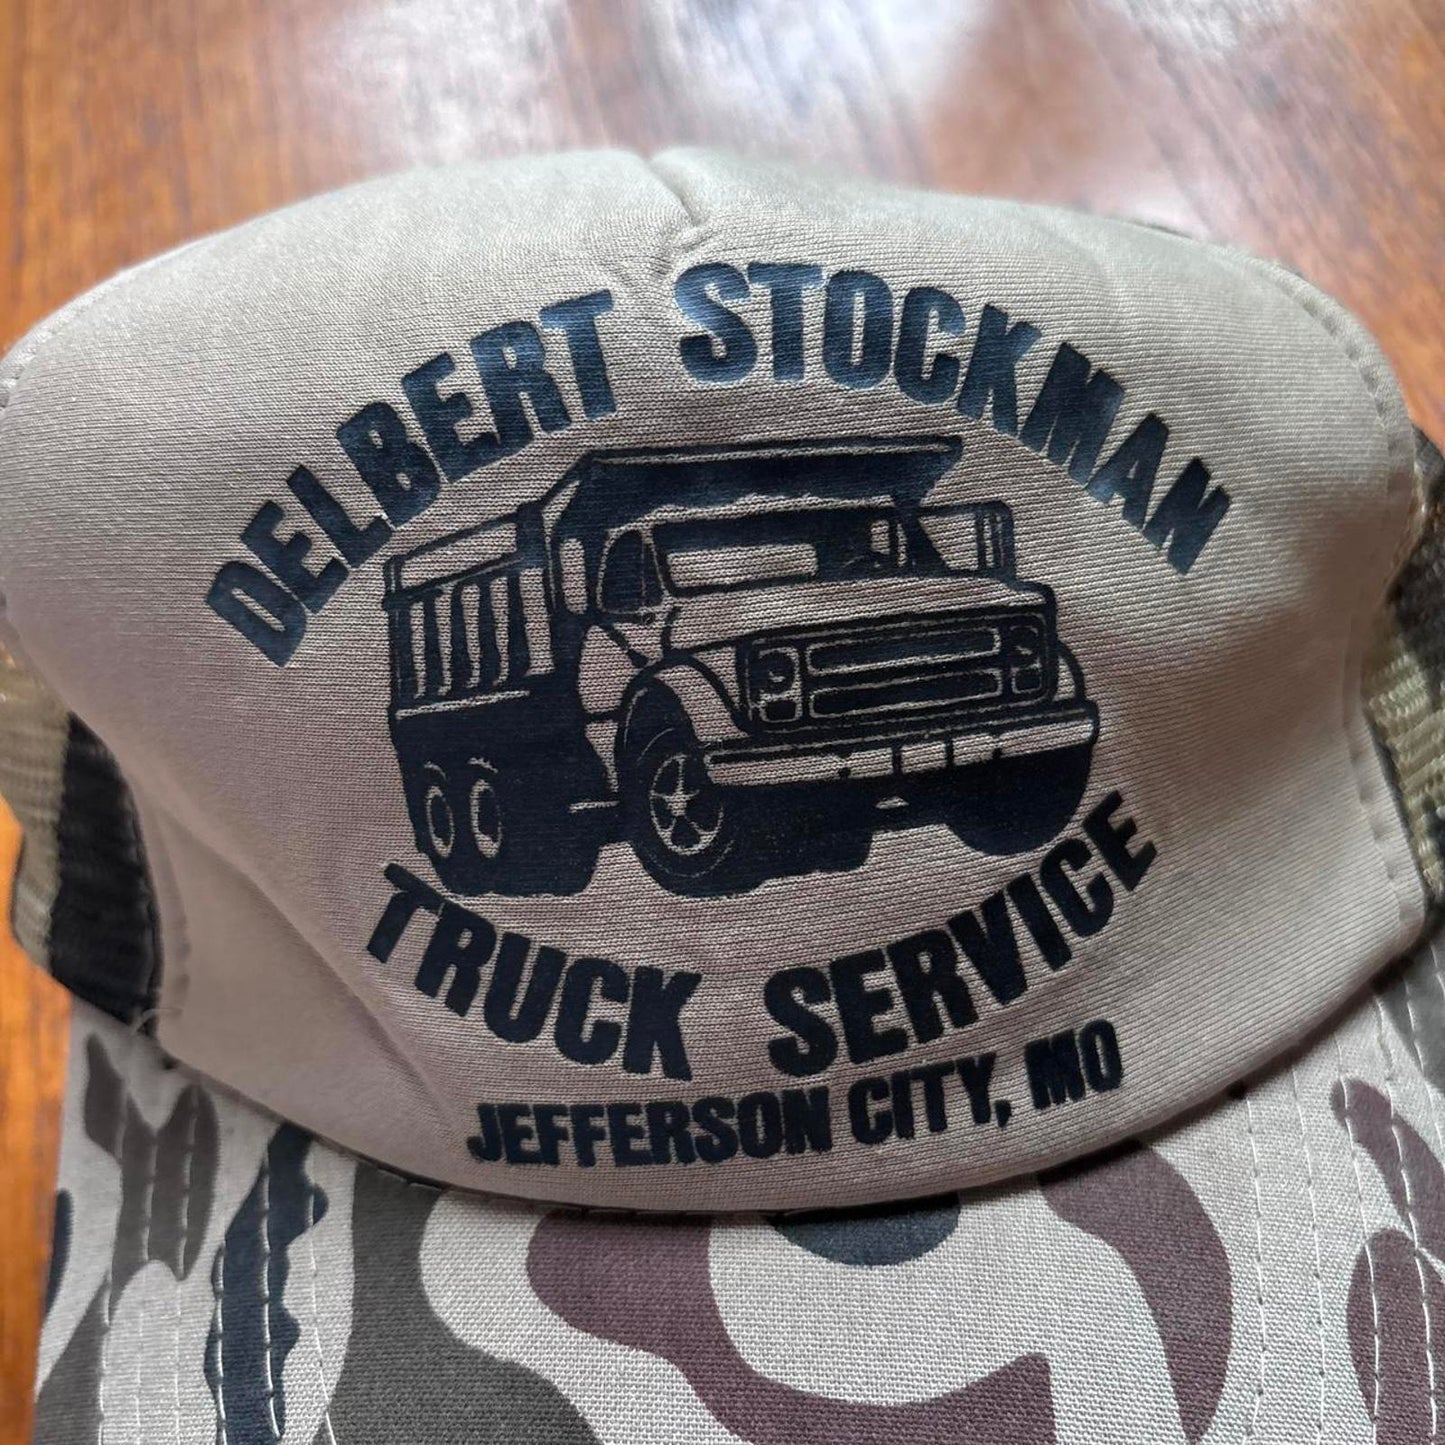 DELBERT STOCKMAN
TRUCK SERVICE
JEFFERSON CITY, MO